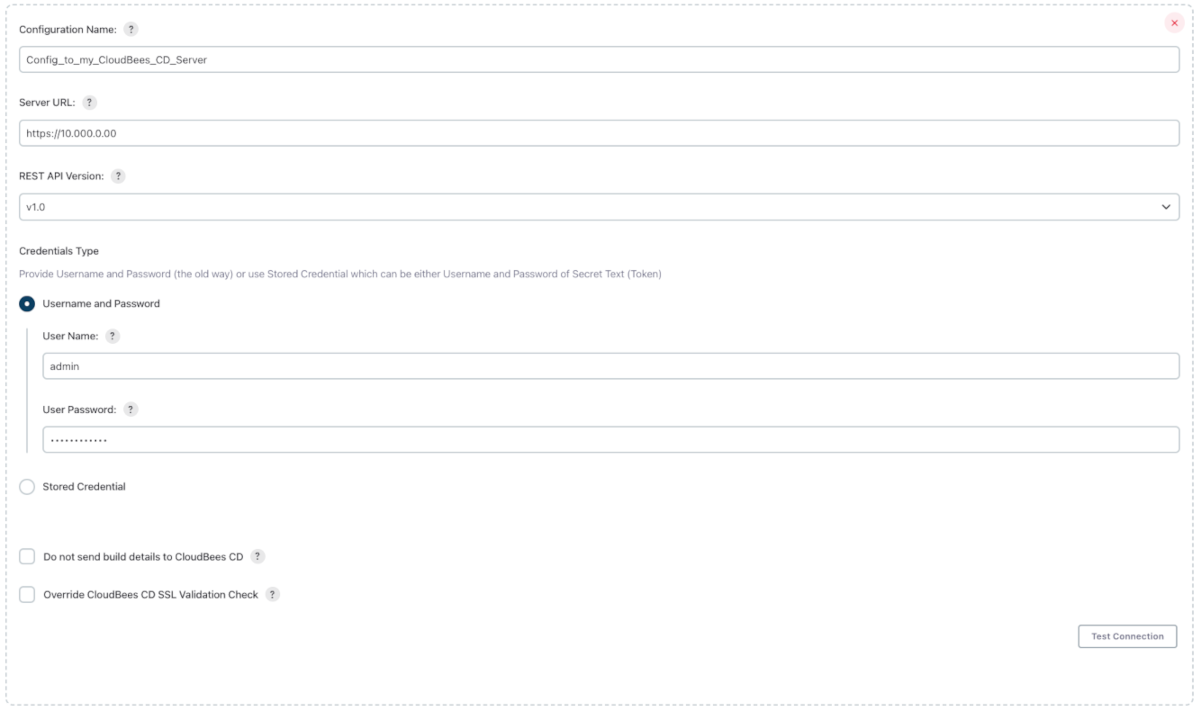 Configuration Name: ?
Config_to_my_CloudBees_CD_Server
Server URL: ?
https://10.000.0.00
REST API Version: ?
v1.0
Credentials Type
Provide Username and Password (the old way) or use Stored Credential which can be either Username and Password of Secret Text (Token)
Username and Password
User Name: ?
admin
User Password: ?
............
Stored Credential
Do not send build details to CloudBees CD ?
Override CloudBees CD SSL Validation Check ?
Test Connection